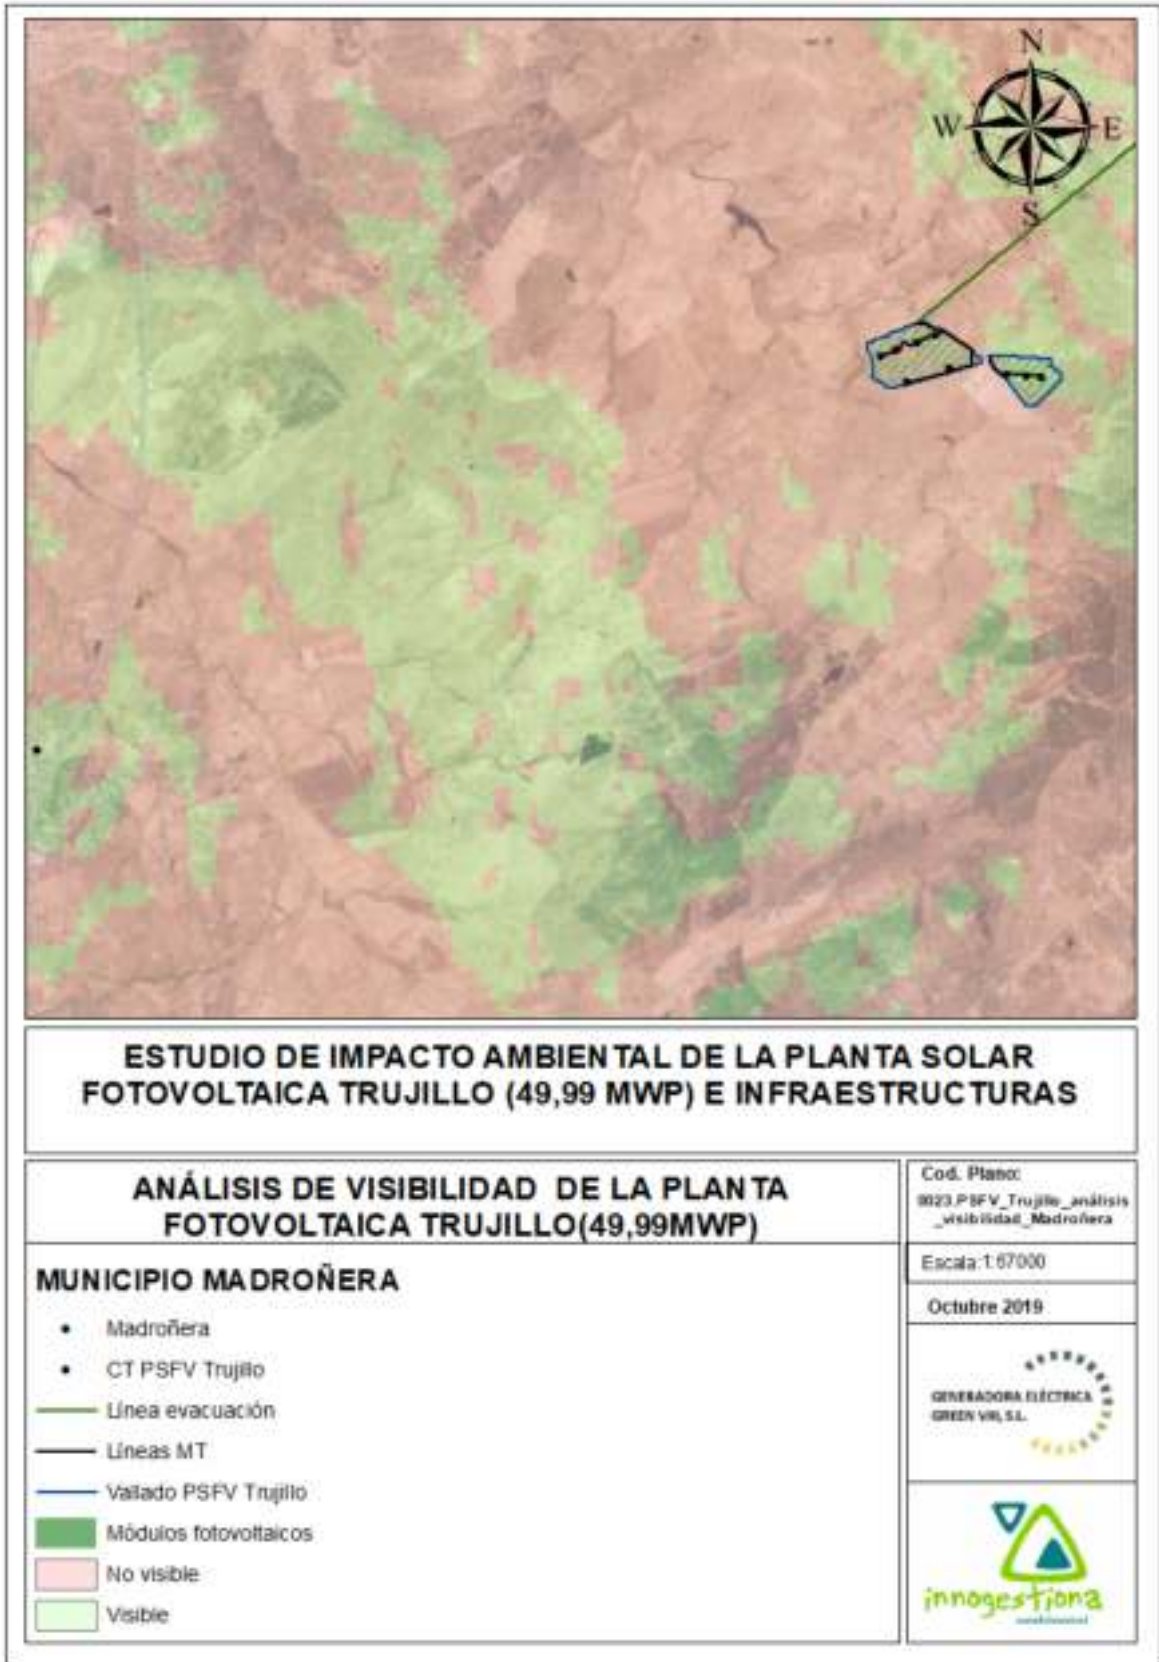 N
W E
S
ESTUDIO DE IMPACTO AMBIENTAL DE LA PLANTA SOLAR
FOTOVOLTAICA TRUJILLO (49,99 MWP) E INFRAESTRUCTURAS
ANÁLISIS DE VISIBILIDAD DE LA PLANTA
FOTOVOLTAICA TRUJILLO(49,99MWP)
MUNICIPIO MADROÑERA
Madroñera
CT PSFV Trujillo
Línea evacuación
Líneas MT
Vallado PSFV Trujillo
Módulos fotovoltaicos
No visible
Visible
Cod. Plano:
0023.PSFV_Trujillo_análisis
_visibilidad_Madroñera
Escala:1:67000
Octubre 2019
GENERADORA ELÉCTRICA
GREEN VIII, S.L.
innogestiona